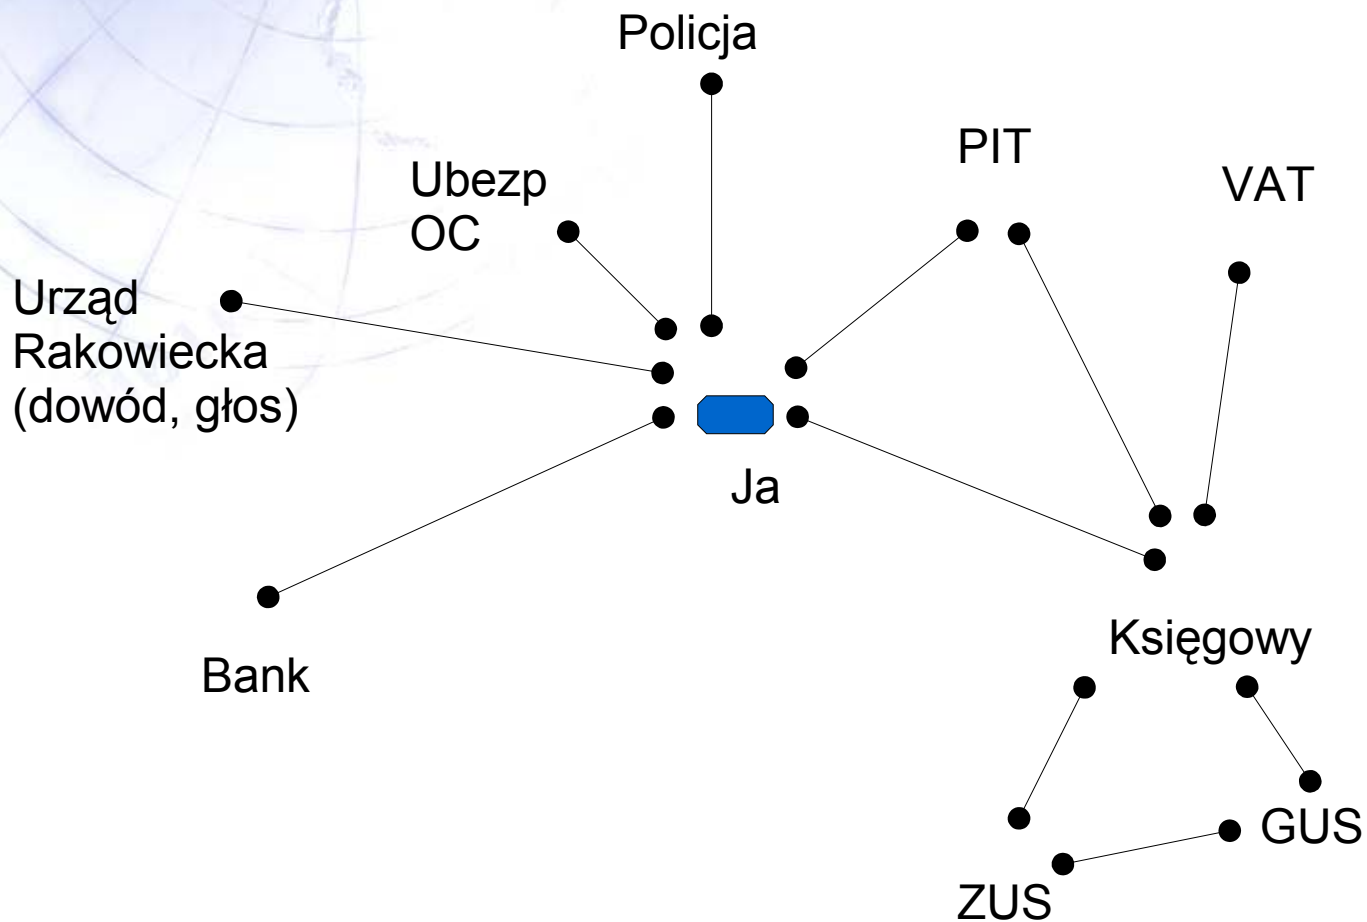 Policja
PIT
VAT
Ubezp
OC
Urząd
Rakowiecka
(dowód, głos)
Ja
Księgowy
Bank
GUS
ZUS